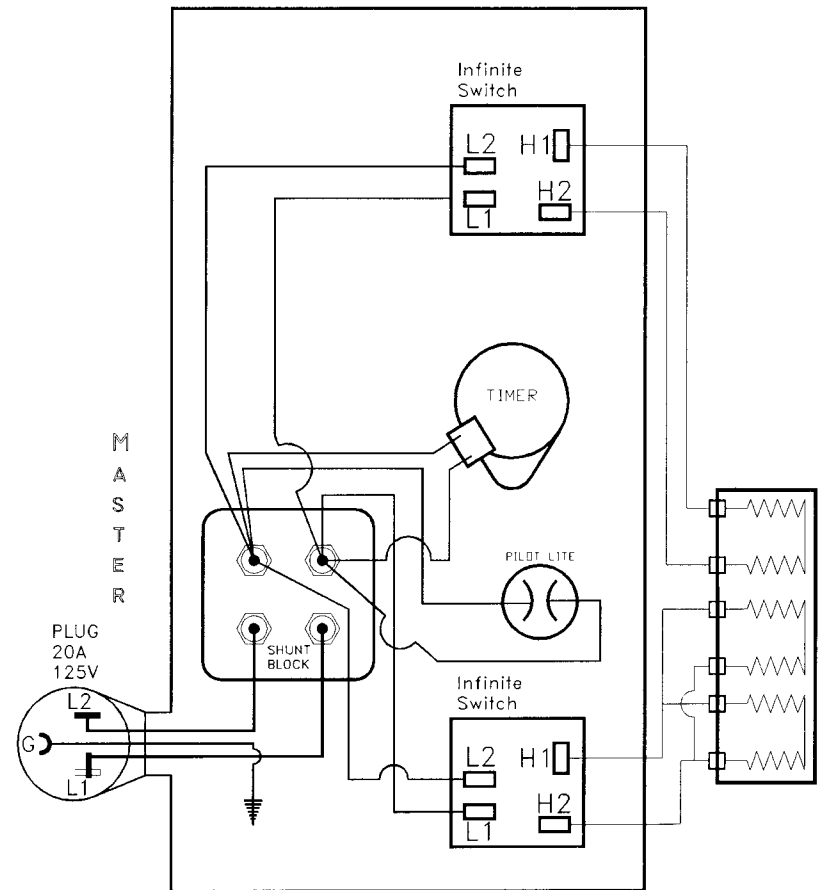 Infinite
Switch
L2
H1
L1
H2
TIMER
MASTER
PILOT LITE
PLUG
20A
125V
SHUNT
BLOCK
L2
G
L1
Infinite
Switch
L2
H1
L1
H2